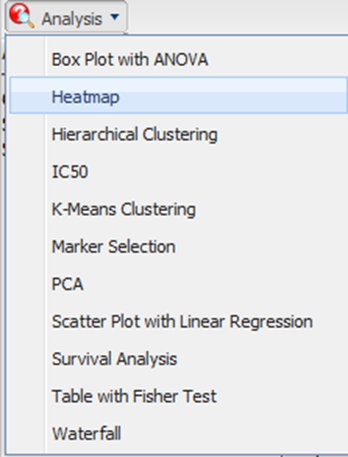 Analysis
Box Plot with ANOVA
Heatmap
Hierarchical Clustering
IC50
K-Means Clustering
Marker Selection
PCA
Scatter Plot with Linear Regression
Survival Analysis
Table with Fisher Test
Waterfall